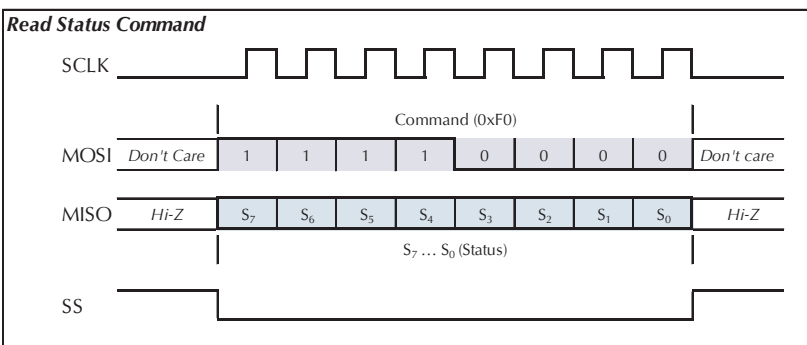 Read Status Command
SCLK
Command (0xF0)
MOSI Don't Care 1 1 1 1 0 0 0 0 Don't care
MISO Hi-Z S₇ S₆ S₅ S₄ S₃ S₂ S₁ S₀ Hi-Z
S₇ … S₀ (Status)
SS